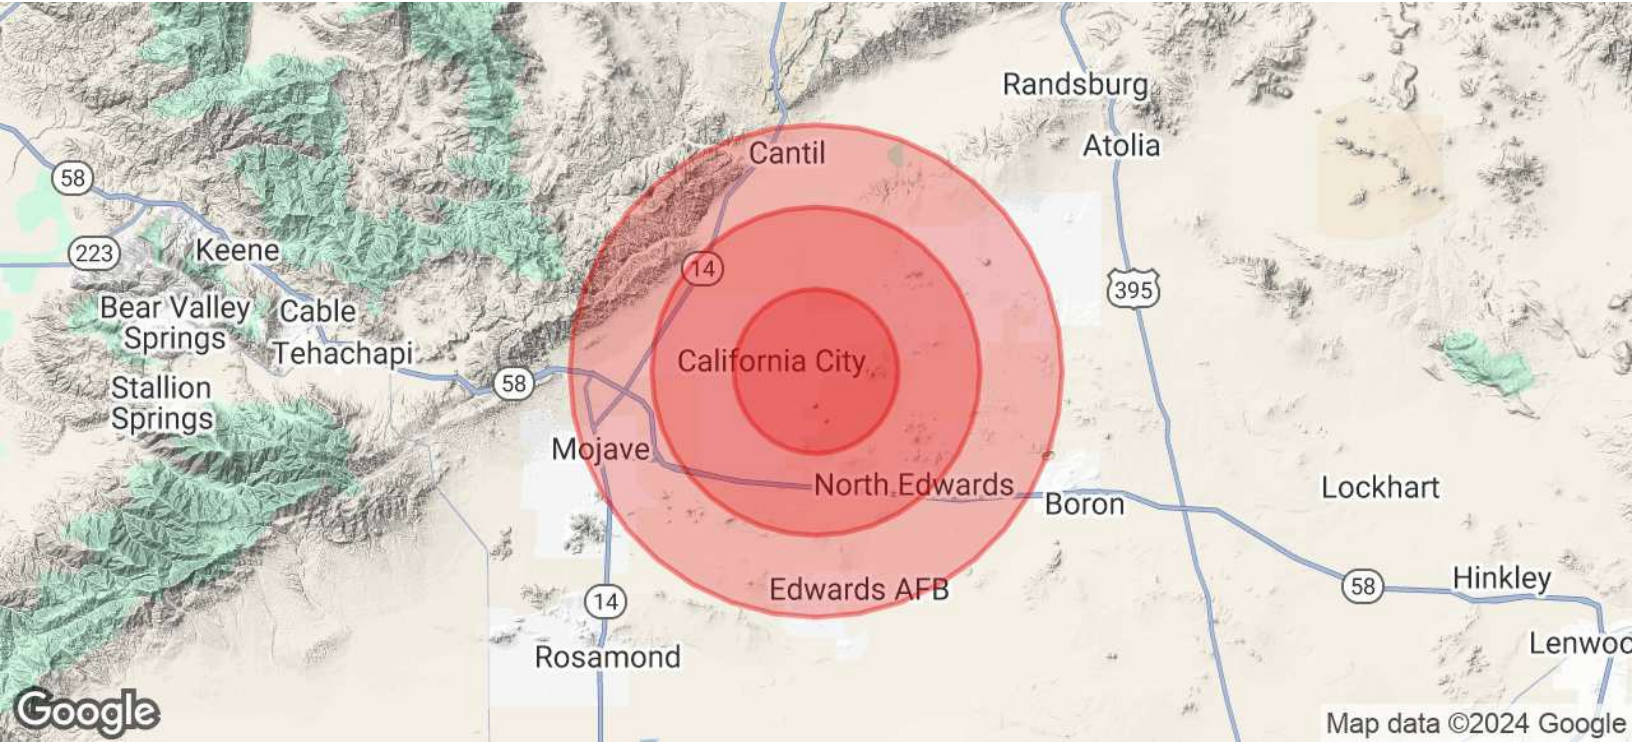 Randsburg
Cantil
Atolia
58
223
Keene
14
395
Bear Valley
Springs
Cable
Tehachapi
California City
58
Stallion
Springs
Mojave
North Edwards
Boron
Lockhart
Edwards AFB
58
Hinkley
14
Rosamond
Lenwoo
Google
Map data ©2024 Google